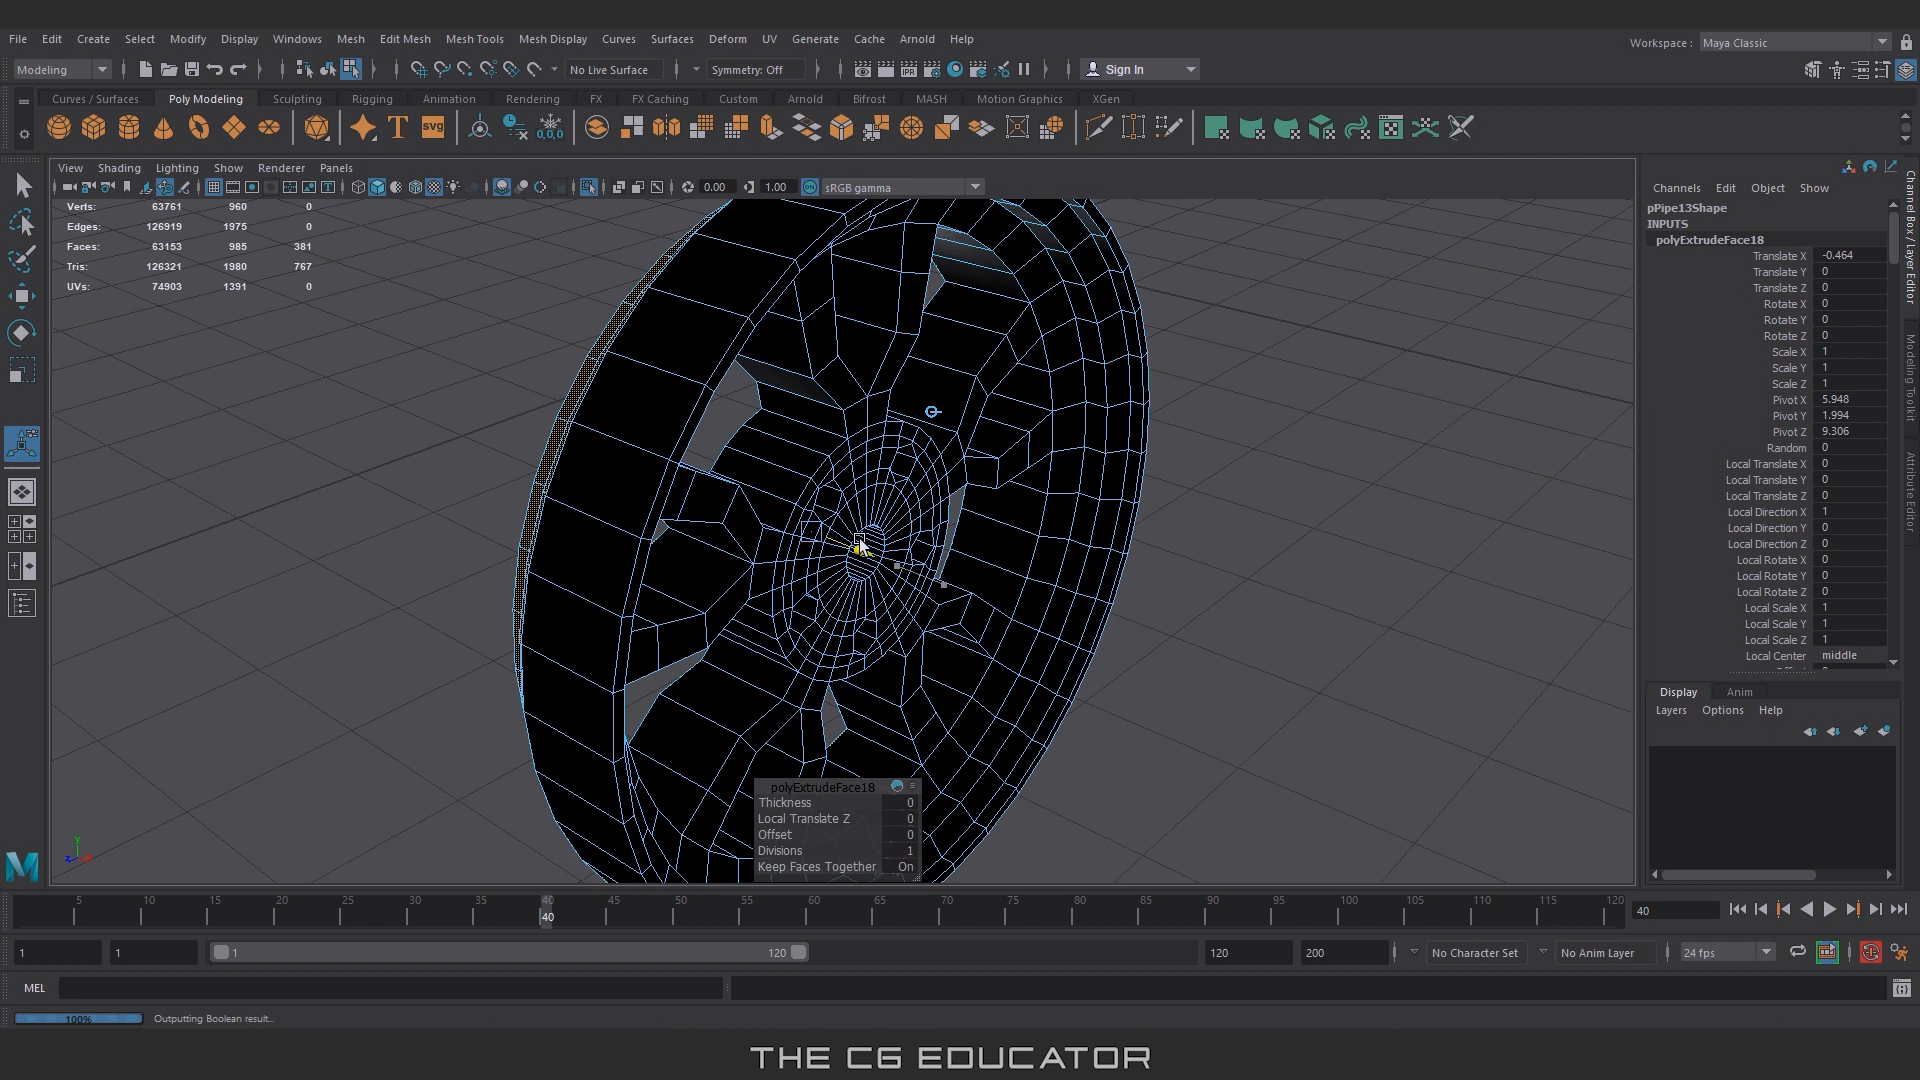 File Edit Create Select Modify Display Windows Mesh Edit Mesh Mesh Tools Mesh Display Curves Surfaces Deform UV Generate Cache Arnold Help
Workspace : Maya Classic
Modeling No Live Surface Symmetry: Off Sign In
Curves / Surfaces Poly Modeling Sculpting Rigging Animation Rendering FX FX Caching Custom Arnold Bifrost MASH Motion Graphics XGen
View Shading Lighting Show Renderer Panels
0.00 1.00 sRGB gamma
Verts: 63761 960 0
Edges: 126919 1975 0
Faces: 63153 985 381
Tris: 126321 1980 767
UVs: 74903 1391 0
polyExtrudeFace18
Thickness 0
Local Translate Z 0
Offset 0
Divisions 1
Keep Faces Together On
Channels Edit Object Show
pPipe13Shape
INPUTS
polyExtrudeFace18
Translate X -0.464
Translate Y 0
Translate Z 0
Rotate X 0
Rotate Y 0
Rotate Z 0
Scale X 1
Scale Y 1
Scale Z 1
Pivot X 5.948
Pivot Y 1.994
Pivot Z 9.306
Random 0
Local Translate X 0
Local Translate Y 0
Local Translate Z 0
Local Direction X 1
Local Direction Y 0
Local Direction Z 0
Local Rotate X 0
Local Rotate Y 0
Local Rotate Z 0
Local Scale X 1
Local Scale Y 1
Local Scale Z 1
Local Center middle
Display Anim
Layers Options Help
Channel Box / Layer Editor
Modeling Toolkit
Attribute Editor
5 10 15 20 25 30 35 40 45 50 55 60 65 70 75 80 85 90 95 100 105 110 115 120
40
40
1 1 1 120 120 200 No Character Set No Anim Layer 24 fps
MEL
100% Outputting Boolean result...
THE CG EDUCATOR